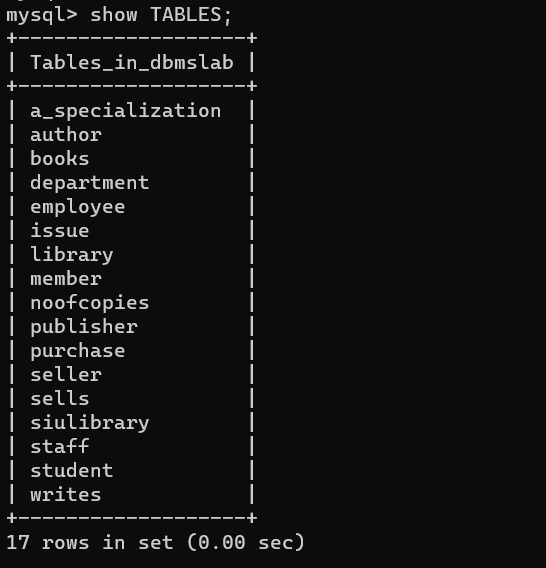 mysql> show TABLES;
+-------------------+
| Tables_in_dbmslab |
+-------------------+
| a_specialization  |
| author            |
| books             |
| department        |
| employee          |
| issue             |
| library           |
| member            |
| noofcopies        |
| publisher         |
| purchase          |
| seller            |
| sells             |
| siulibrary        |
| staff             |
| student           |
| writes            |
+-------------------+
17 rows in set (0.00 sec)